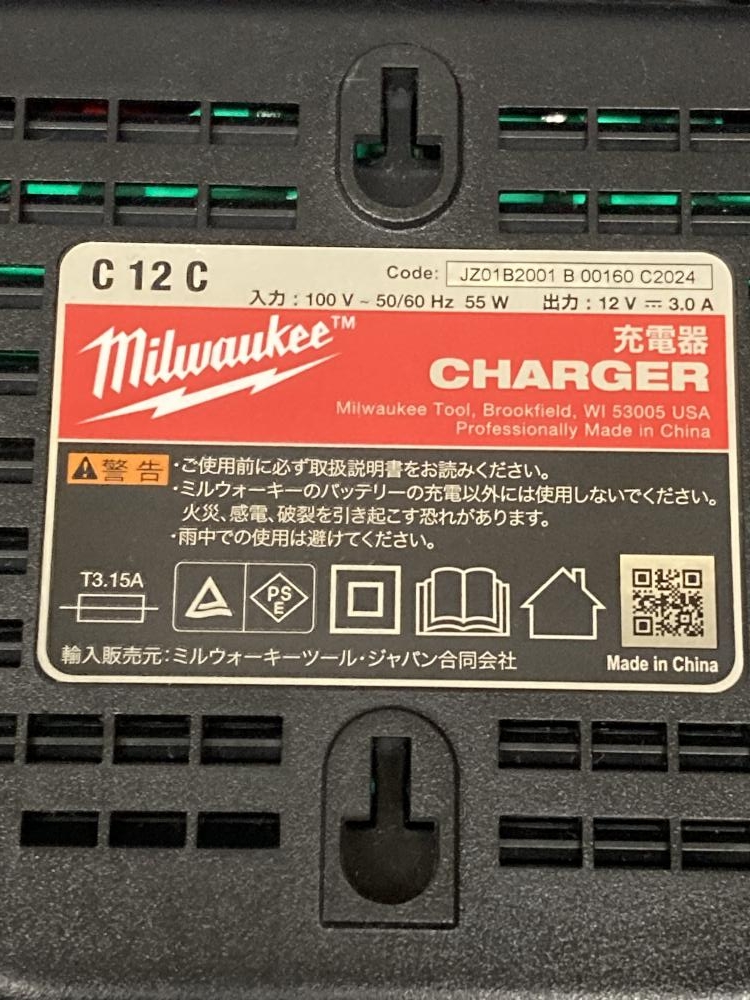 C 12 C
Code: JZ01B2001 B 00160 C2024
入力：100 V ~ 50/60 Hz 55 W 出力：12 V ⎓ 3.0 A
Milwaukee™
充電器
CHARGER
Milwaukee Tool, Brookfield, WI 53005 USA
Professionally Made in China
警告
・ご使用前に必ず取扱説明書をお読みください。
・ミルウォーキーのバッテリーの充電以外には使用しないでください。
火災、感電、破裂を引き起こす恐れがあります。
・雨中での使用は避けてください。
T3.15A
PS
E
輸入販売元：ミルウォーキーツール・ジャパン合同会社
Made in China